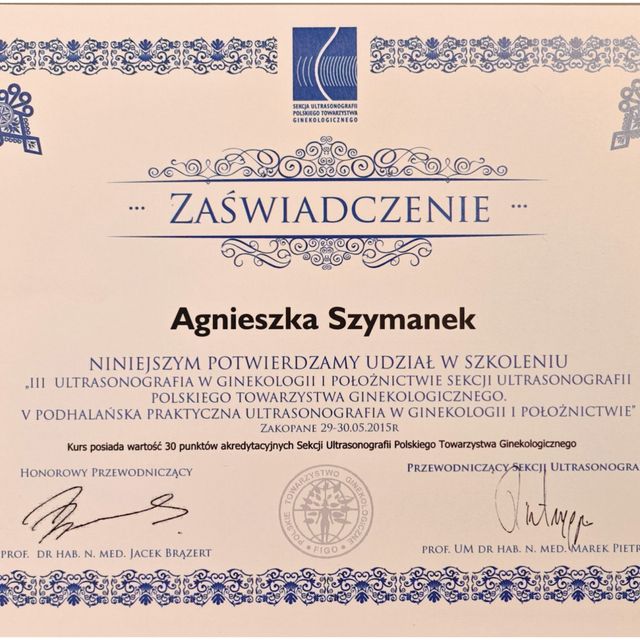 SEKCJA ULTRASONOGRAFII
POLSKIEGO TOWARZYSTWA
GINEKOLOGICZNEGO
ZAŚWIADCZENIE
Agnieszka Szymanek
NINIEJSZYM POTWIERDZAMY UDZIAŁ W SZKOLENIU
„III ULTRASONOGRAFIA W GINEKOLOGII I POŁOŻNICTWIE SEKCJI ULTRASONOGRAFII
POLSKIEGO TOWARZYSTWA GINEKOLOGICZNEGO.
V PODHALAŃSKA PRAKTYCZNA ULTRASONOGRAFIA W GINEKOLOGII I POŁOŻNICTWIE"
ZAKOPANE 29-30.05.2015R
Kurs posiada wartość 30 punktów akredytacyjnych Sekcji Ultrasonografii Polskiego Towarzystwa Ginekologicznego
HONOROWY PRZEWODNICZĄCY
PRZEWODNICZĄCY SEKCJI ULTRASONOGRA
POLSKIE TOWARZYSTWO GINEKOLOGICZNE
FIGO
PROF. DR HAB. N. MED. JACEK BRĄZERT
PROF. UM DR HAB. N. MED. MAREK PIETR